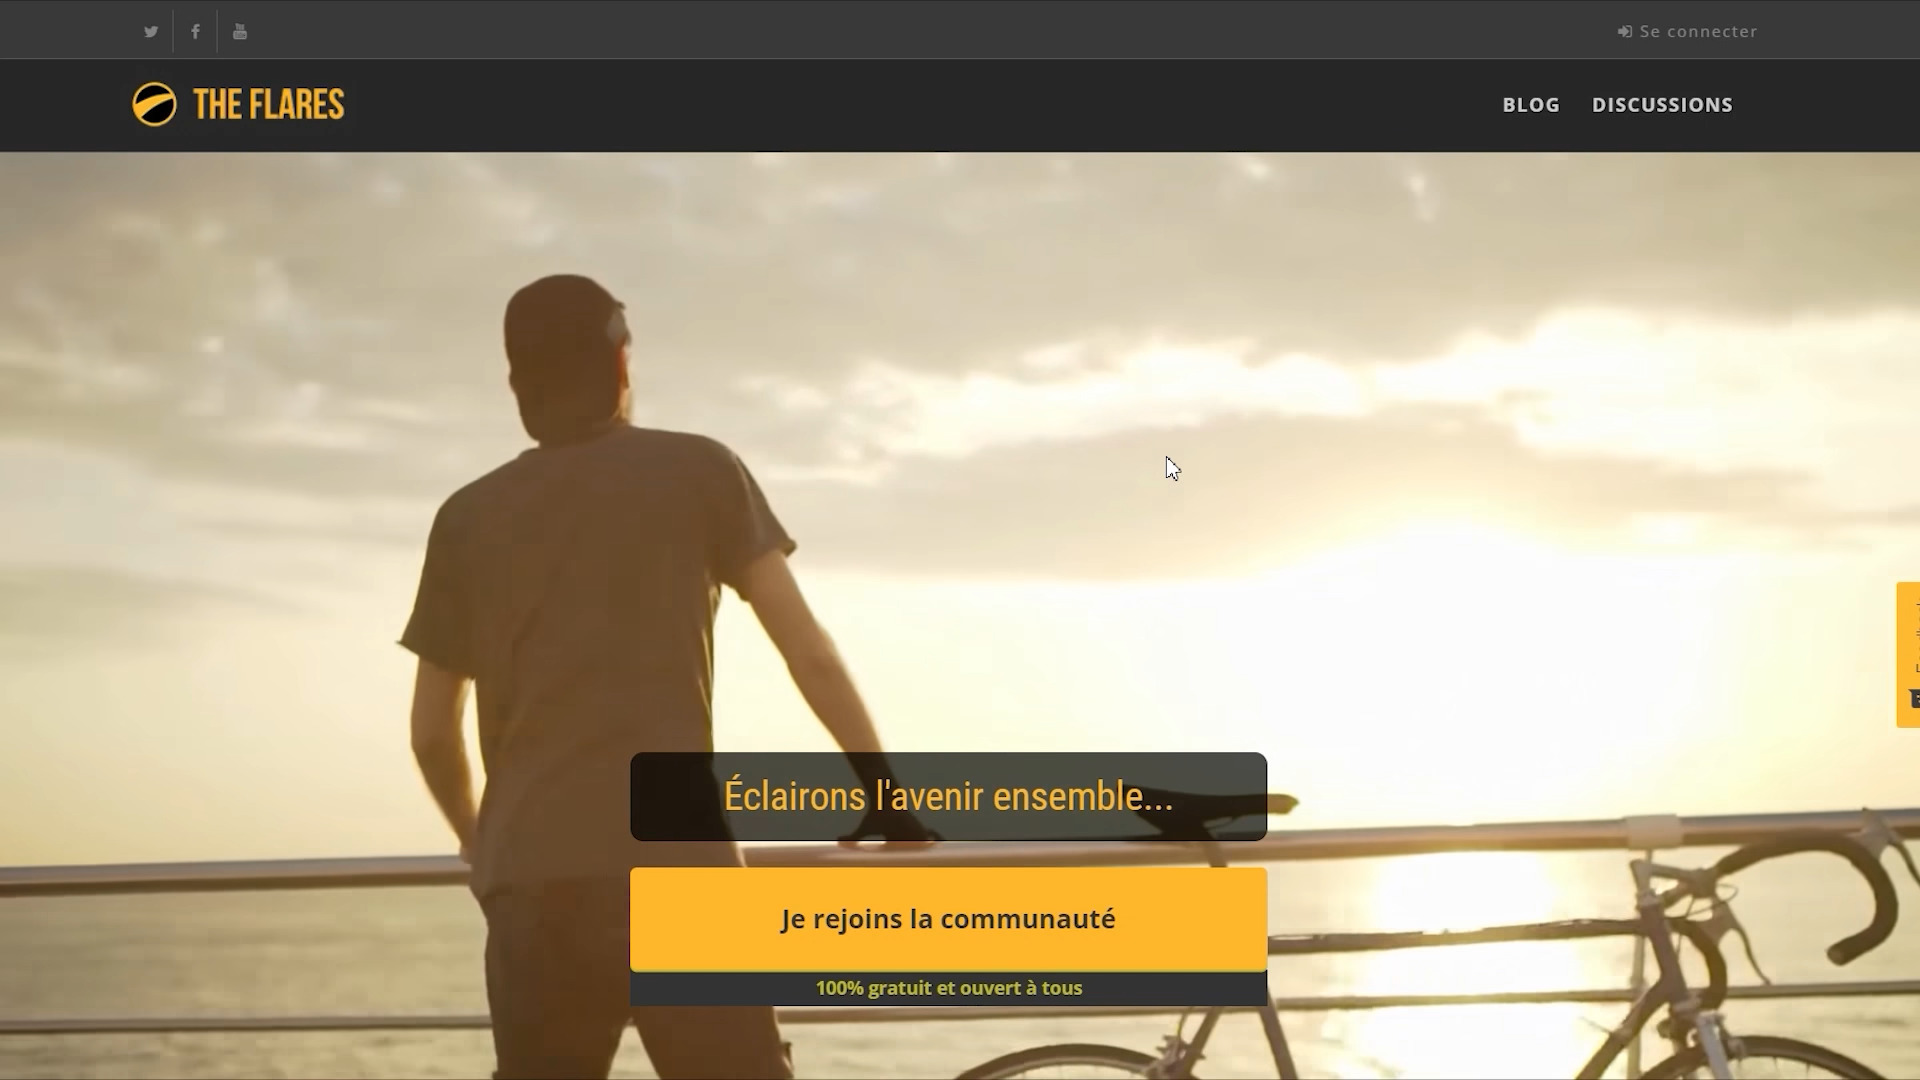 Se connecter
THE FLARES
BLOG DISCUSSIONS
Éclairons l'avenir ensemble...
Je rejoins la communauté
100% gratuit et ouvert à tous